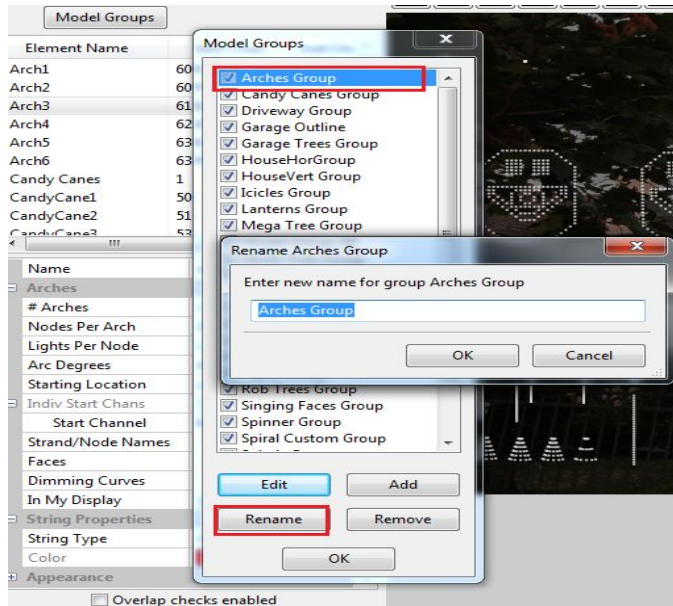 Model Groups
Element Name
Arch1 60
Arch2 60
Arch3 61
Arch4 62
Arch5 63
Arch6 63
Candy Canes 1
CandyCane1 50
CandyCane2 51
CandyCane3 53
Name
Arches
# Arches
Nodes Per Arch
Lights Per Node
Arc Degrees
Starting Location
Indiv Start Chans
Start Channel
Strand/Node Names
Faces
Dimming Curves
In My Display
String Properties
String Type
Color
Appearance
Overlap checks enabled
Model Groups
Arches Group
Candy Canes Group
Driveway Group
Garage Outline
Garage Trees Group
HouseHorGroup
HouseVert Group
Icicles Group
Lanterns Group
Mega Tree Group
Rename Arches Group
Enter new name for group Arches Group
Arches Group
OK Cancel
Rob Trees Group
Singing Faces Group
Spinner Group
Spiral Custom Group
Edit Add
Rename Remove
OK